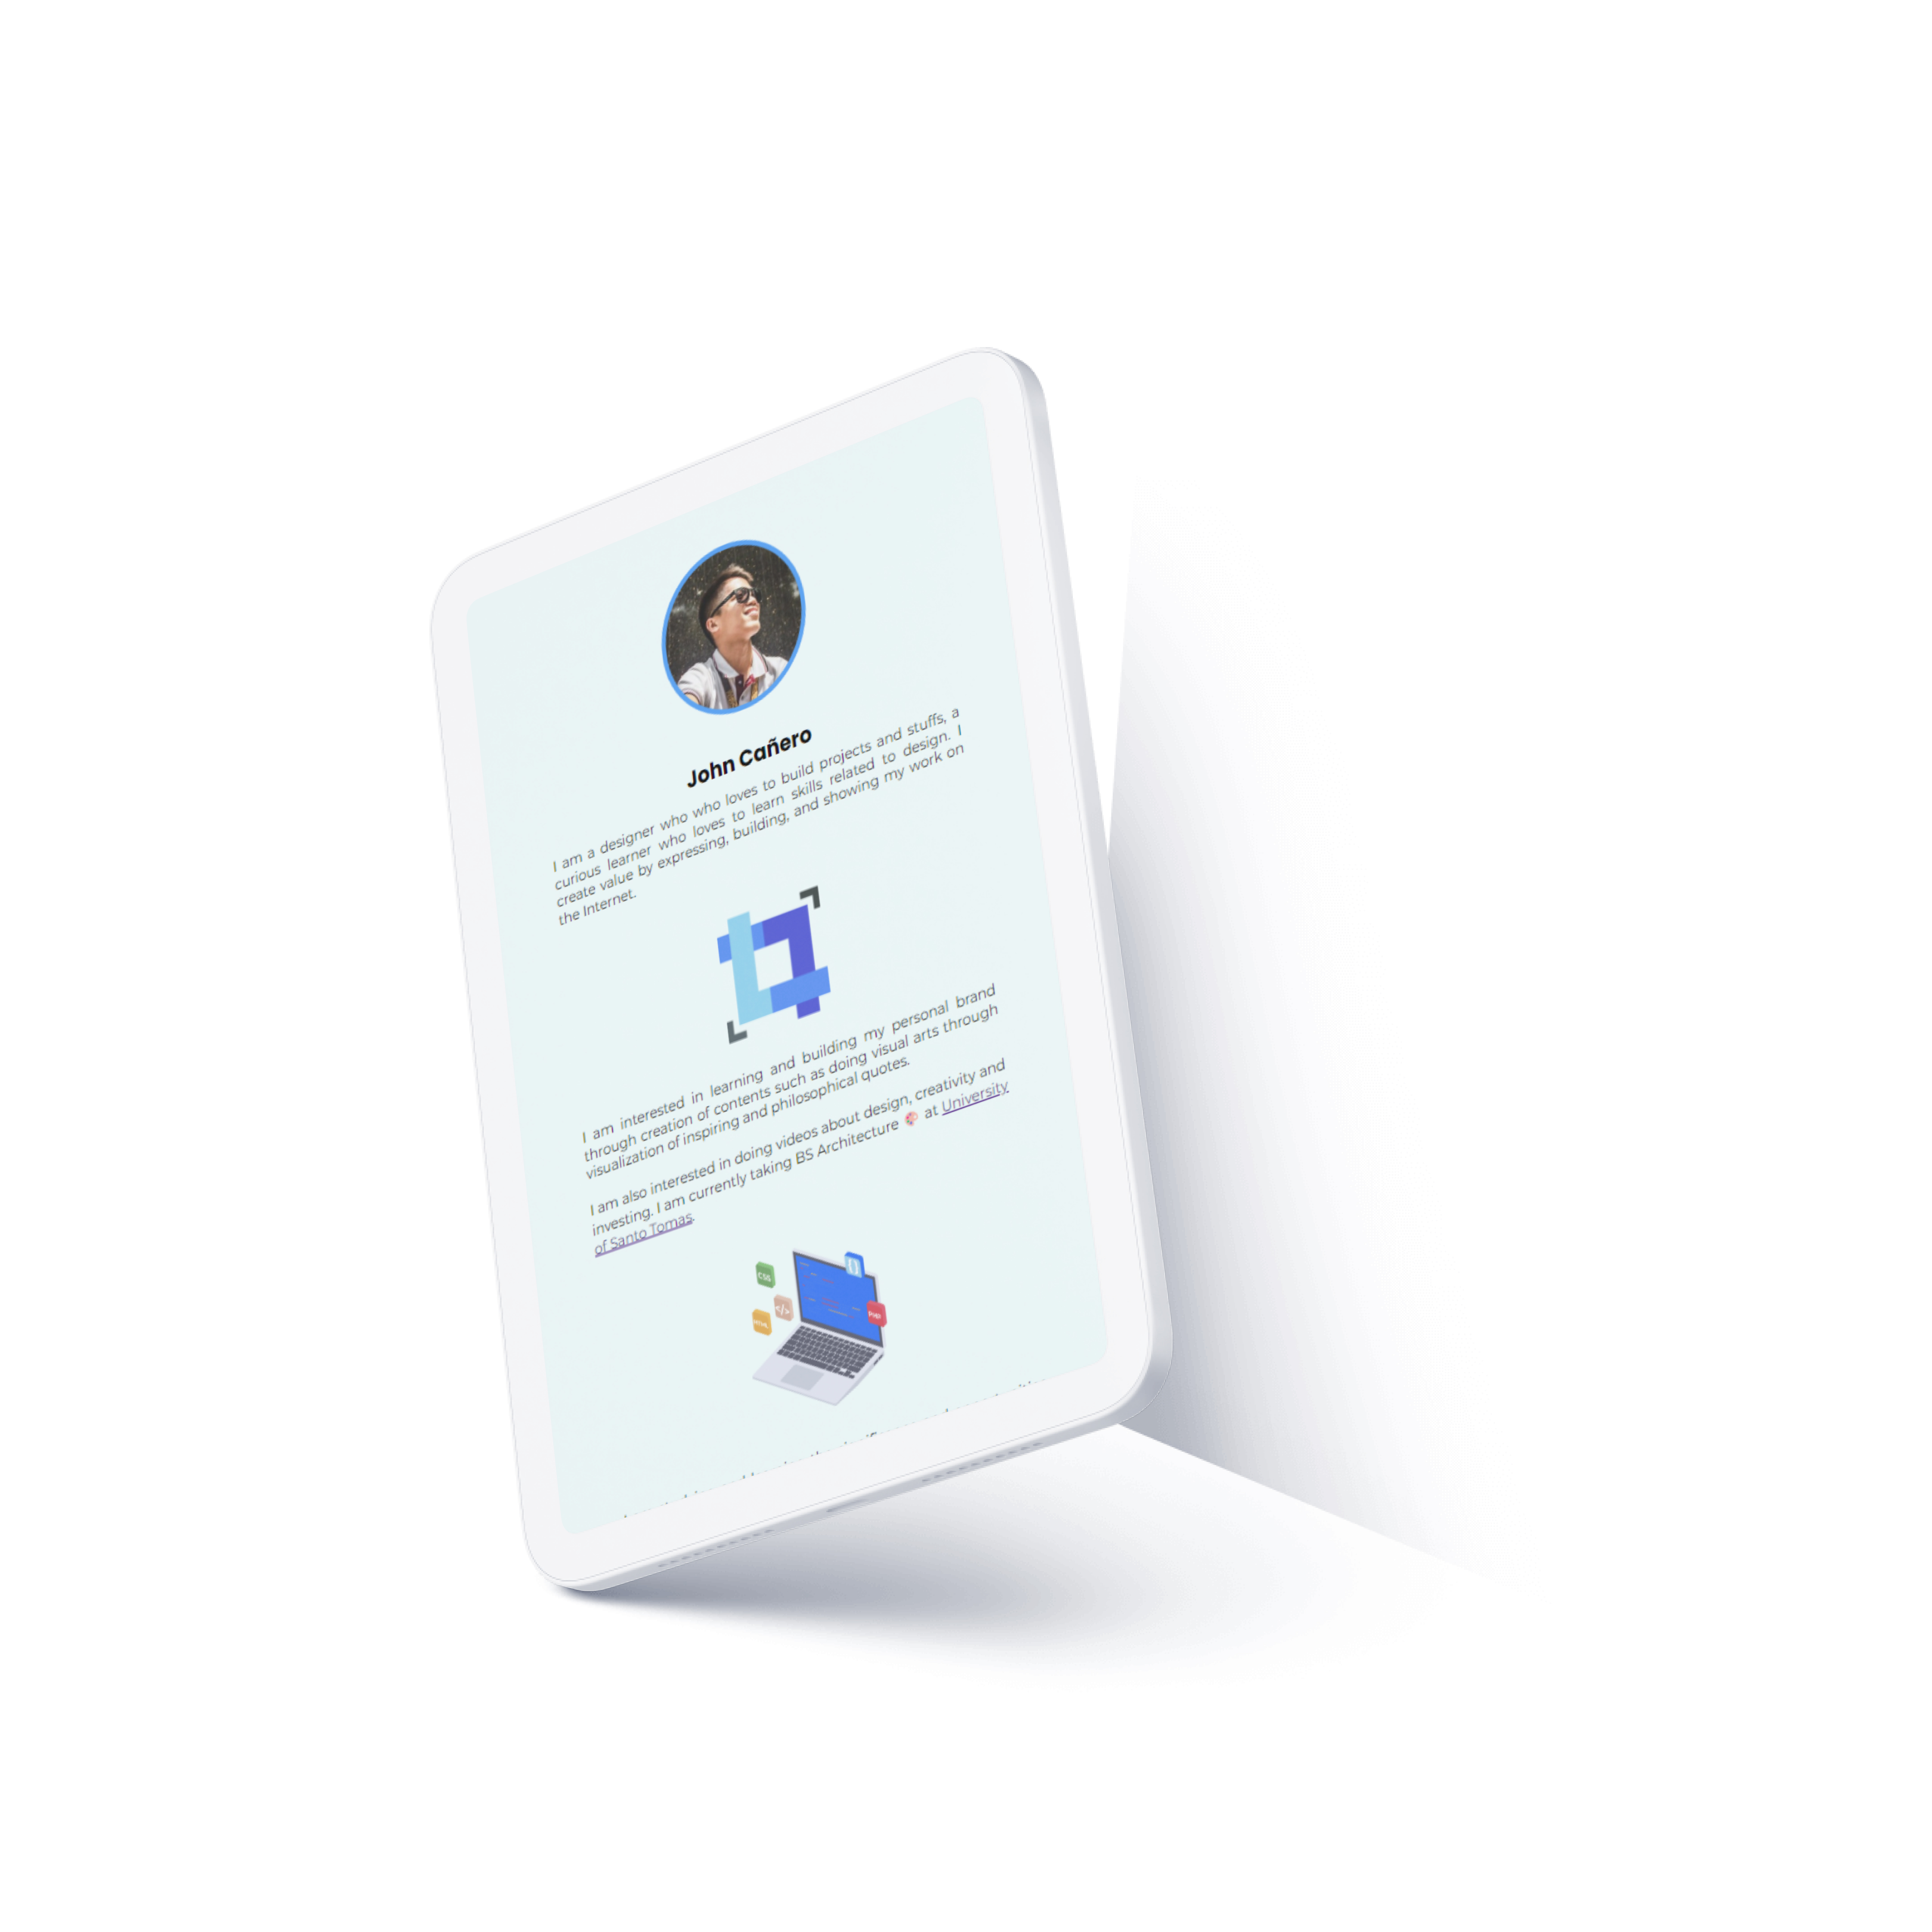 John Cañero
I am a designer who who loves to build projects and stuffs, a
curious learner who loves to learn skills related to design. I
create value by expressing, building, and showing my work on
the Internet.
I am interested in learning and building my personal brand
through creation of contents such as doing visual arts through
visualization of inspiring and philosophical quotes.
I am also interested in doing videos about design, creativity and
investing. I am currently taking BS Architecture 🎨 at University
of Santo Tomas.
CSS
{}
</>
HTML
PHP